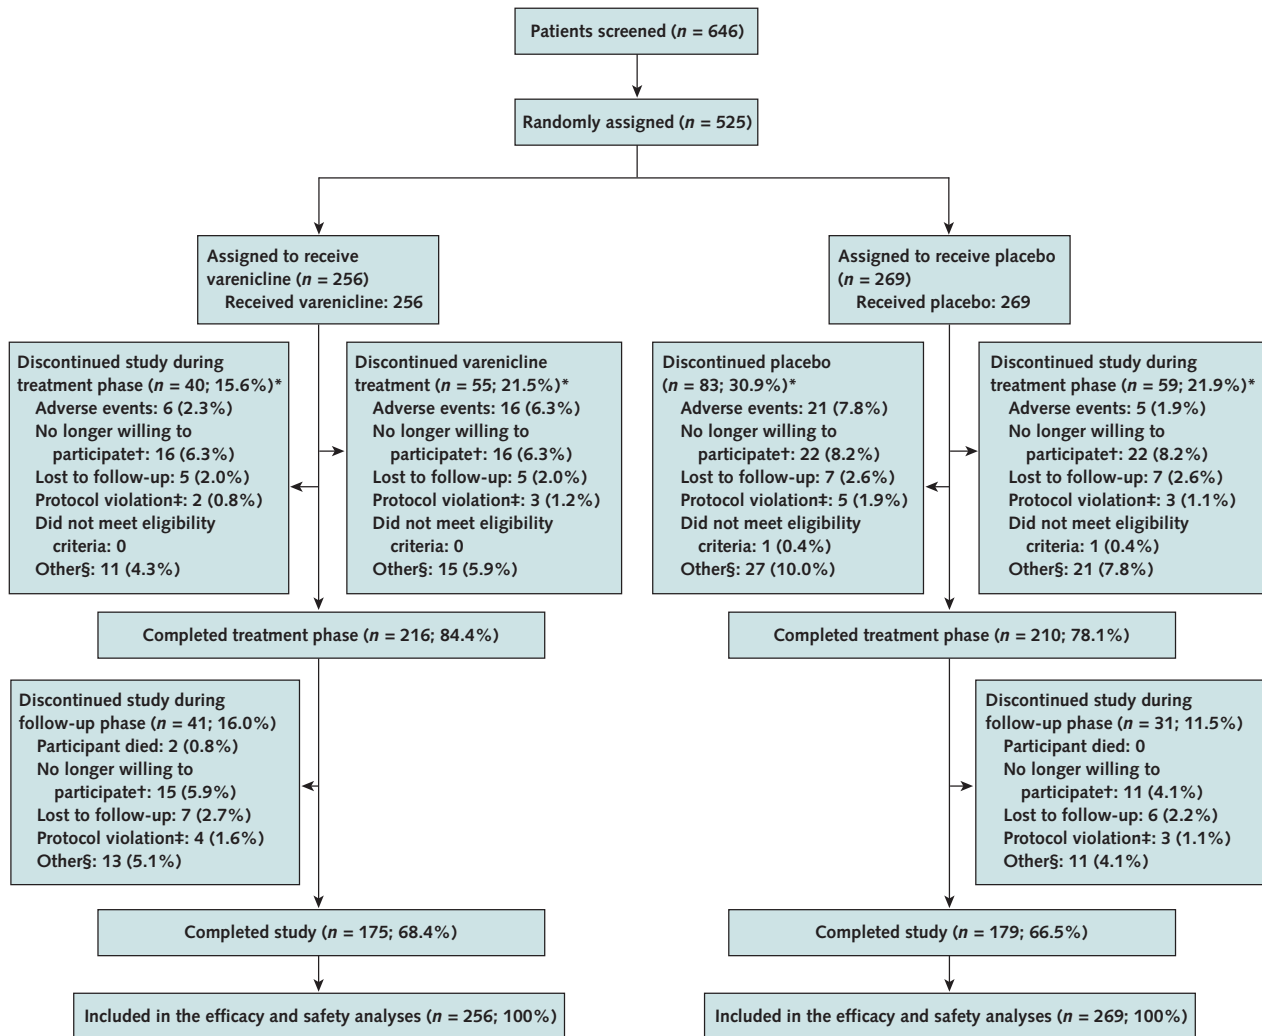 Patients screened (n = 646)
Randomly assigned (n = 525)
Assigned to receive
varenicline (n = 256)
Received varenicline: 256
Assigned to receive placebo
(n = 269)
Received placebo: 269
Discontinued study during
treatment phase (n = 40; 15.6%)*
Adverse events: 6 (2.3%)
No longer willing to
participate†: 16 (6.3%)
Lost to follow-up: 5 (2.0%)
Protocol violation‡: 2 (0.8%)
Did not meet eligibility
criteria: 0
Other§: 11 (4.3%)
Discontinued varenicline
treatment (n = 55; 21.5%)*
Adverse events: 16 (6.3%)
No longer willing to
participate†: 16 (6.3%)
Lost to follow-up: 5 (2.0%)
Protocol violation‡: 3 (1.2%)
Did not meet eligibility
criteria: 0
Other§: 15 (5.9%)
Discontinued placebo
(n = 83; 30.9%)*
Adverse events: 21 (7.8%)
No longer willing to
participate†: 22 (8.2%)
Lost to follow-up: 7 (2.6%)
Protocol violation‡: 5 (1.9%)
Did not meet eligibility
criteria: 1 (0.4%)
Other§: 27 (10.0%)
Discontinued study during
treatment phase (n = 59; 21.9%)*
Adverse events: 5 (1.9%)
No longer willing to
participate†: 22 (8.2%)
Lost to follow-up: 7 (2.6%)
Protocol violation‡: 3 (1.1%)
Did not meet eligibility
criteria: 1 (0.4%)
Other§: 21 (7.8%)
Completed treatment phase (n = 216; 84.4%)
Completed treatment phase (n = 210; 78.1%)
Discontinued study during
follow-up phase (n = 41; 16.0%)
Participant died: 2 (0.8%)
No longer willing to
participate†: 15 (5.9%)
Lost to follow-up: 7 (2.7%)
Protocol violation‡: 4 (1.6%)
Other§: 13 (5.1%)
Discontinued study during
follow-up phase (n = 31; 11.5%)
Participant died: 0
No longer willing to
participate†: 11 (4.1%)
Lost to follow-up: 6 (2.2%)
Protocol violation‡: 3 (1.1%)
Other§: 11 (4.1%)
Completed study (n = 175; 68.4%)
Completed study (n = 179; 66.5%)
Included in the efficacy and safety analyses (n = 256; 100%)
Included in the efficacy and safety analyses (n = 269; 100%)